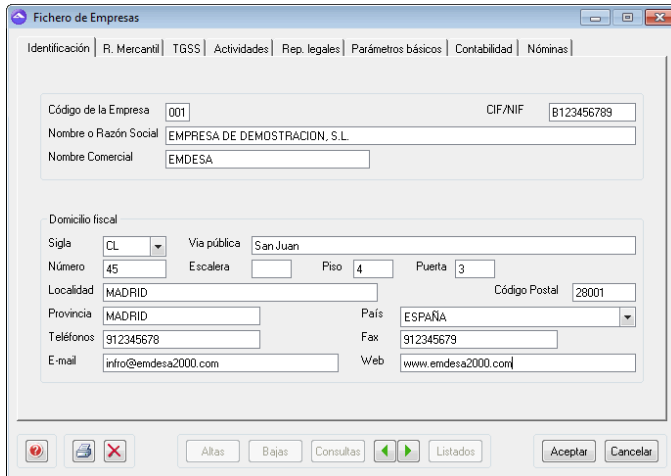 Fichero de Empresas
Identificación R. Mercantil TGSS Actividades Rep. legales Parámetros básicos Contabilidad Nóminas
Código de la Empresa 001 CIF/NIF B123456789
Nombre o Razón Social EMPRESA DE DEMOSTRACION, S.L.
Nombre Comercial EMDESA
Domicilio fiscal
Sigla CL Via pública San Juan
Número 45 Escalera Piso 4 Puerta 3
Localidad MADRID Código Postal 28001
Provincia MADRID País ESPAÑA
Teléfonos 912345678 Fax 912345679
E-mail infro@emdesa2000.com Web www.emdesa2000.com
Altas Bajas Consultas Listados Aceptar Cancelar